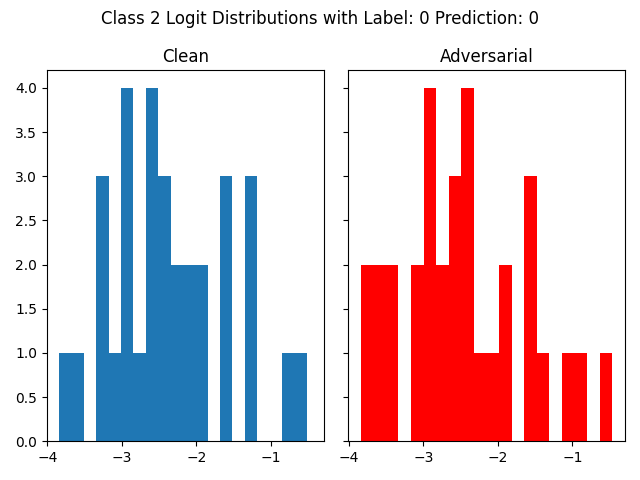 Class 2 Logit Distributions with Label: 0 Prediction: 0
Clean
Adversarial
4.0
3.5
3.0
2.5
2.0
1.5
1.0
0.5
0.0
−4 −3 −2 −1
−4 −3 −2 −1